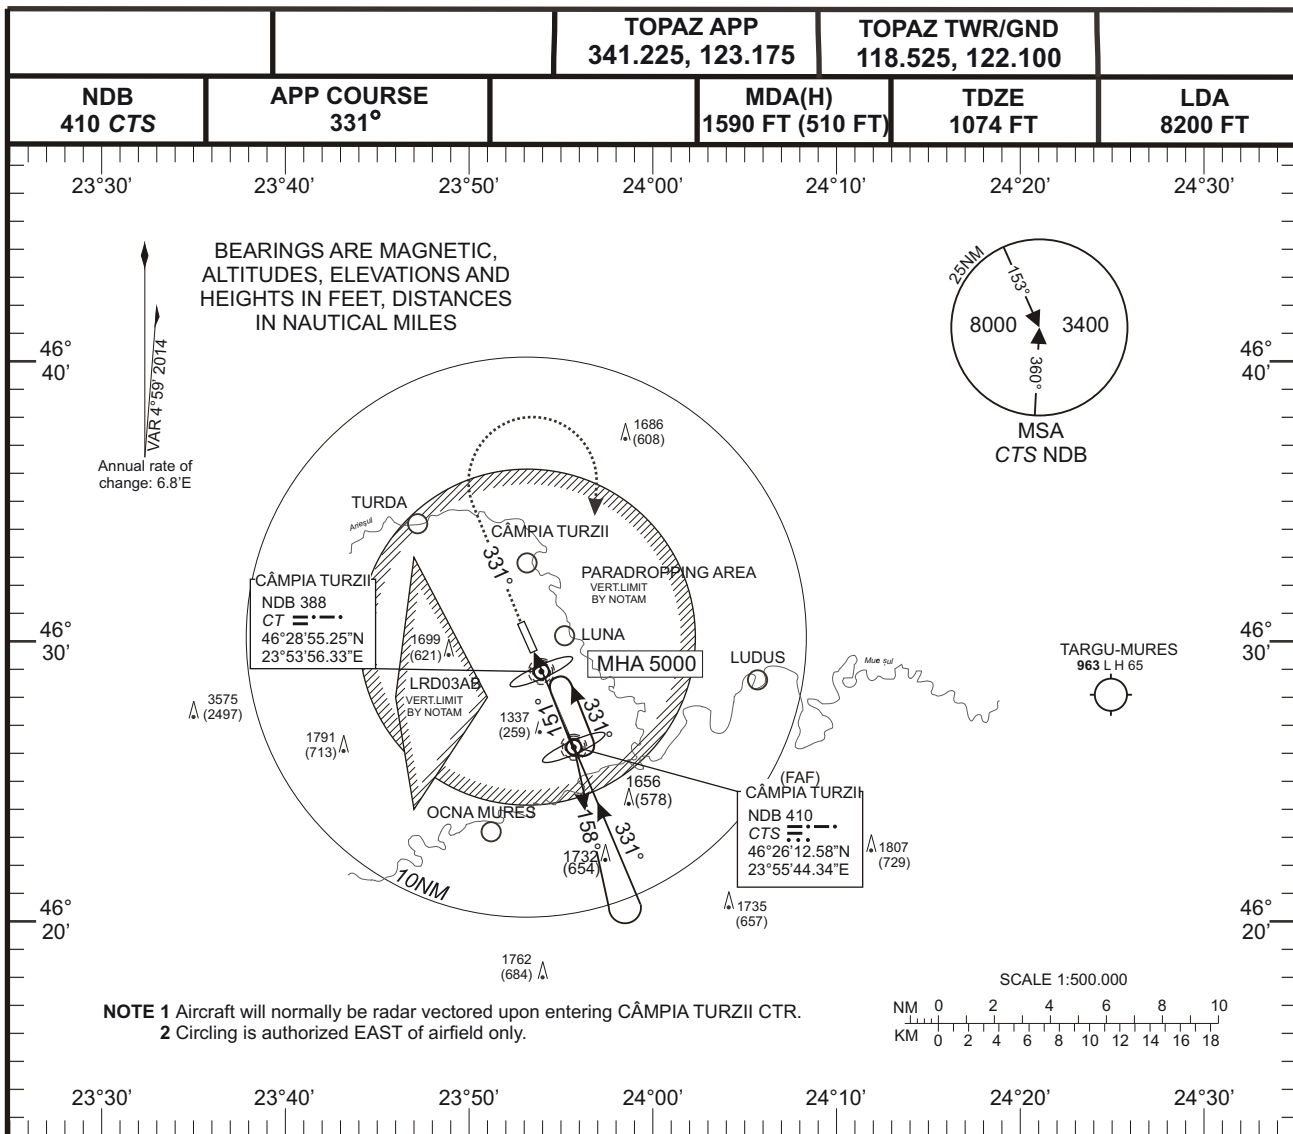 TOPAZ APP
341.225, 123.175
TOPAZ TWR/GND
118.525, 122.100
NDB
410 CTS
APP COURSE
331°
MDA(H)
1590 FT (510 FT)
TDZE
1074 FT
LDA
8200 FT
23°30' 23°40' 23°50' 24°00' 24°10' 24°20' 24°30'
BEARINGS ARE MAGNETIC,
ALTITUDES, ELEVATIONS AND
HEIGHTS IN FEET, DISTANCES
IN NAUTICAL MILES
VAR 4°59' 2014
Annual rate of
change: 6.8'E
25NM
153°
8000 3400
360°
MSA
CTS NDB
46°
40'
46°
40'
1686
(608)
TURDA
Arieşul
CÂMPIA TURZII
331°
PARADROPPING AREA
VERT.LIMIT
BY NOTAM
CÂMPIA TURZII
NDB 388
CT
46°28'55.25"N
23°53'56.33"E
46°
30'
46°
30'
1699
(621)
LUNA
MHA 5000
LUDUS
TARGU-MURES
963 L H 65
LRD03AB
VERT.LIMIT
BY NOTAM
3575
(2497)
1791
(713)
1337
(259)
151°
331°
1656
(578)
(FAF)
CÂMPIA TURZII
NDB 410
CTS
46°26'12.58"N
23°55'44.34"E
OCNA MURES
158°
331°
1732
(654)
1807
(729)
10NM
1735
(657)
46°
20'
46°
20'
1762
(684)
SCALE 1:500.000
NM 0 2 4 6 8 10
KM 0 2 4 6 8 10 12 14 16 18
NOTE 1 Aircraft will normally be radar vectored upon entering CÂMPIA TURZII CTR.
2 Circling is authorized EAST of airfield only.
23°30' 23°40' 23°50' 24°00' 24°10' 24°20' 24°30'